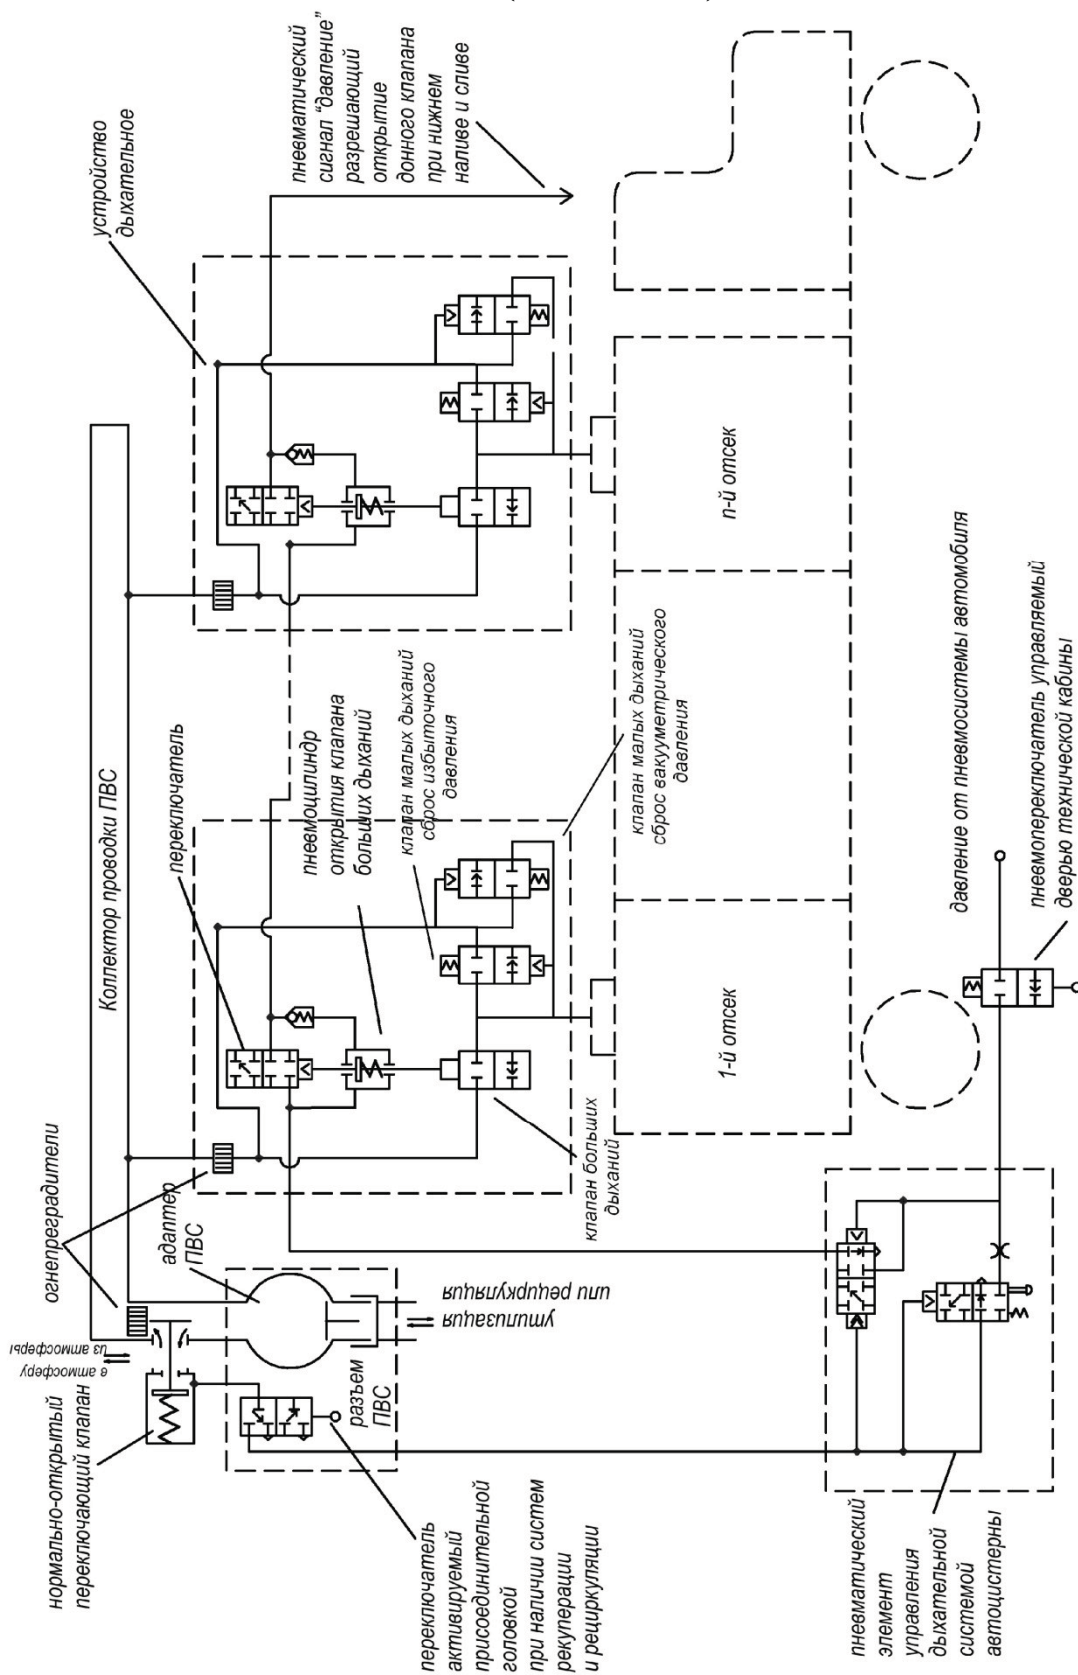 нормально-открытый
переключающий клапан
в атмосферу
из атмосферы
огнепреградители
Коллектор проводки ПВС
адаптер
ПВС
разъем
ПВС
утилизация
или рециркуляция
переключатель
активируемый
присоединительной
головкой
при наличии систем
рекуперации
и рециркуляции
переключатель
пневмоцилиндр
открытия клапана
больших дыханий
клапан малых дыханий
сброс избыточного
давления
клапан больших
дыханий
клапан малых дыханий
сброс вакууметрического
давления
устройство
дыхательное
пневматический
сигнал "давление"
разрешающий
открытие
донного клапана
при нижнем
наливе и сливе
1-й отсек
n-й отсек
пневматический
элемент
управления
дыхательной
системой
автоцистерны
давление от пневмосистемы автомобиля
пневмопереключатель управляемый
дверью технической кабины